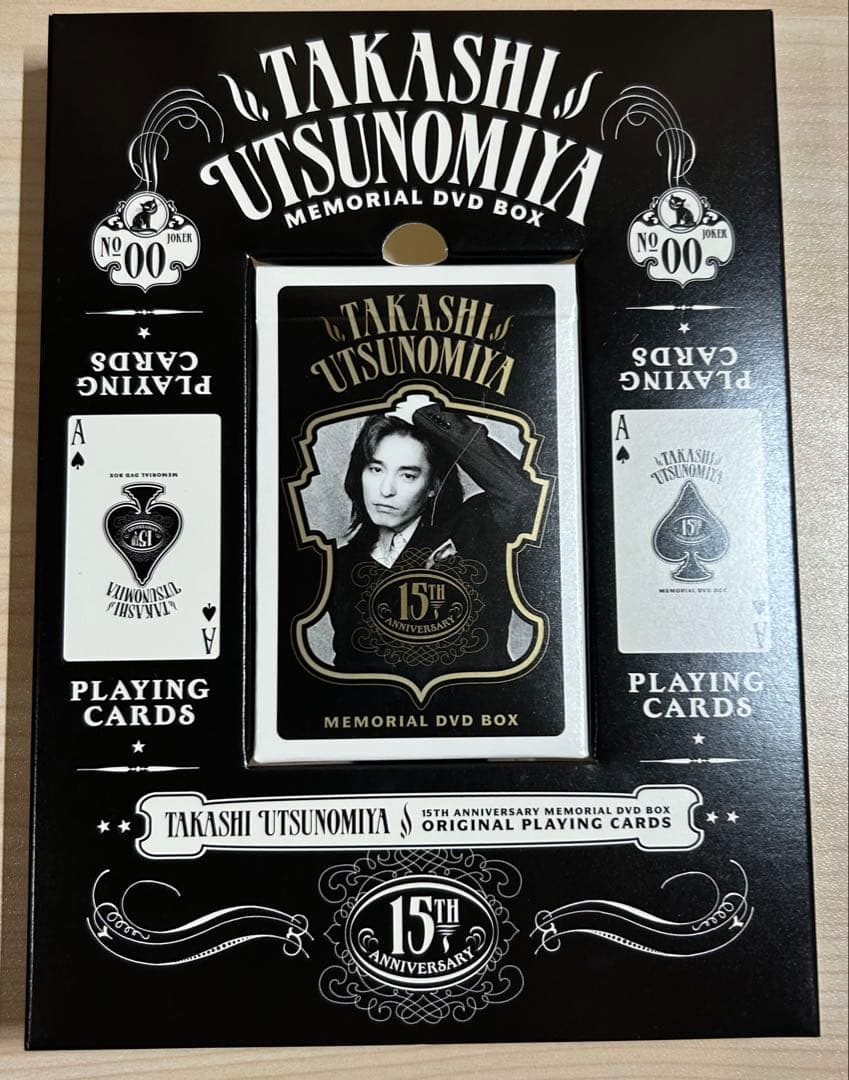 TAKASHI
UTSUNOMIYA
MEMORIAL DVD BOX
No 00 JOKER
No 00 JOKER
PLAYING
CARDS
PLAYING
CARDS
TAKASHI
UTSUNOMIYA
15TH
ANNIVERSARY
MEMORIAL DVD BOX
A
MEMORIAL DVD BOX
15TH
ANNIVERSARY
UTSUNOMIYA
TAKASHI
A
A
TAKASHI
UTSUNOMIYA
15TH
MEMORIAL DVD BOX
A
PLAYING
CARDS
PLAYING
CARDS
TAKASHI UTSUNOMIYA
15TH ANNIVERSARY MEMORIAL DVD BOX
ORIGINAL PLAYING CARDS
15TH
ANNIVERSARY